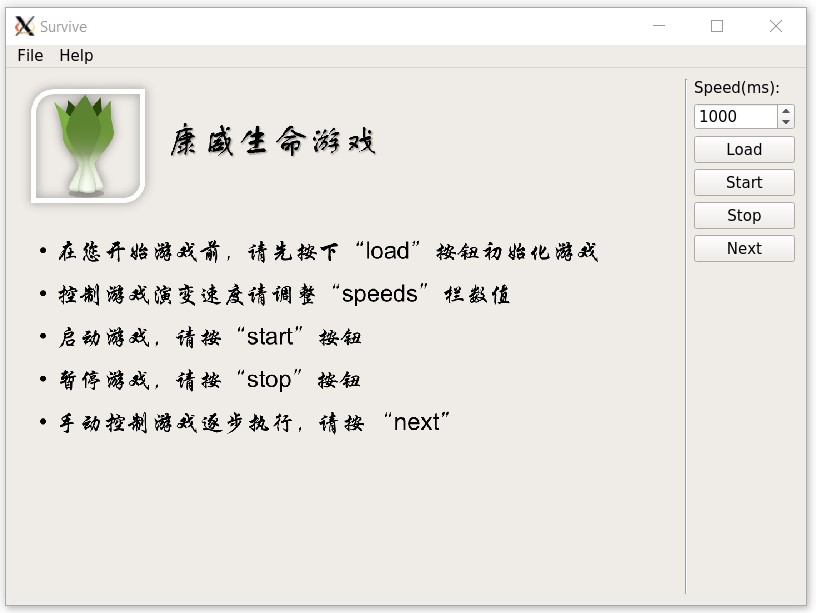 Survive
File Help
康威生命游戏
• 在您开始游戏前，请先按下“load”按钮初始化游戏
• 控制游戏演变速度请调整“speeds”栏数值
• 启动游戏，请按“start”按钮
• 暂停游戏，请按“stop”按钮
• 手动控制游戏逐步执行，请按 “next”
Speed(ms):
1000
Load
Start
Stop
Next